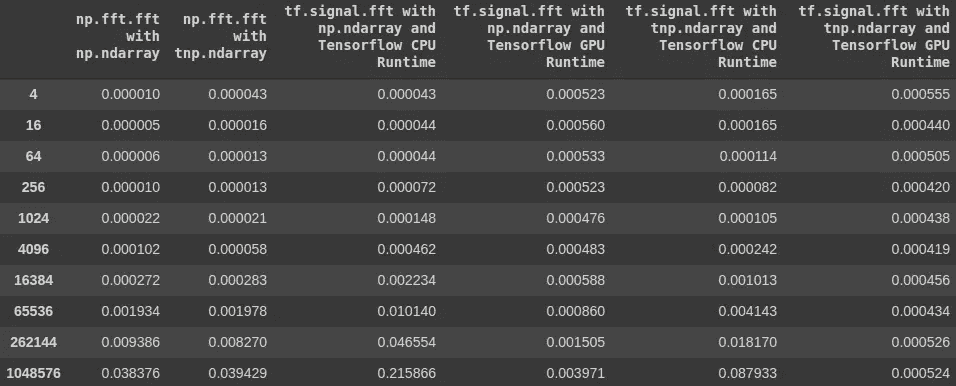 np.fft.fft with np.ndarray | np.fft.fft with tnp.ndarray | tf.signal.fft with np.ndarray and Tensorflow CPU Runtime | tf.signal.fft with np.ndarray and Tensorflow GPU Runtime | tf.signal.fft with tnp.ndarray and Tensorflow CPU Runtime | tf.signal.fft with tnp.ndarray and Tensorflow GPU Runtime
4 0.000010 0.000043 0.000043 0.000523 0.000165 0.000555
16 0.000005 0.000016 0.000044 0.000560 0.000165 0.000440
64 0.000006 0.000013 0.000044 0.000533 0.000114 0.000505
256 0.000010 0.000013 0.000072 0.000523 0.000082 0.000420
1024 0.000022 0.000021 0.000148 0.000476 0.000105 0.000438
4096 0.000102 0.000058 0.000462 0.000483 0.000242 0.000419
16384 0.000272 0.000283 0.002234 0.000588 0.001013 0.000456
65536 0.001934 0.001978 0.010140 0.000860 0.004143 0.000434
262144 0.009386 0.008270 0.046554 0.001505 0.018170 0.000526
1048576 0.038376 0.039429 0.215866 0.003971 0.087933 0.000524